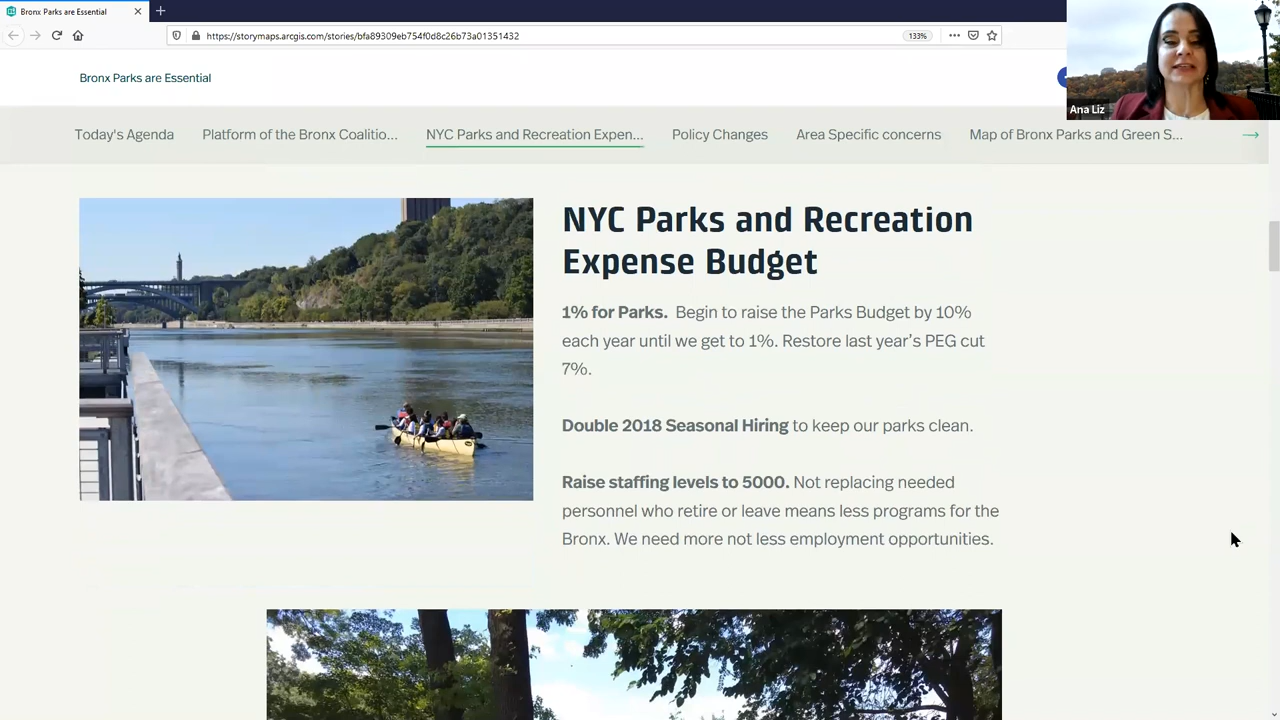 Bronx Parks are Essential
https://storymaps.arcgis.com/stories/bfa89309eb754f0d8c26b73a01351432
133%
Ana Liz
Bronx Parks are Essential
Today's Agenda
Platform of the Bronx Coalitio...
NYC Parks and Recreation Expen...
Policy Changes
Area Specific concerns
Map of Bronx Parks and Green S...
NYC Parks and Recreation
Expense Budget
1% for Parks. Begin to raise the Parks Budget by 10%
each year until we get to 1%. Restore last year’s PEG cut
7%.
Double 2018 Seasonal Hiring to keep our parks clean.
Raise staffing levels to 5000. Not replacing needed
personnel who retire or leave means less programs for the
Bronx. We need more not less employment opportunities.